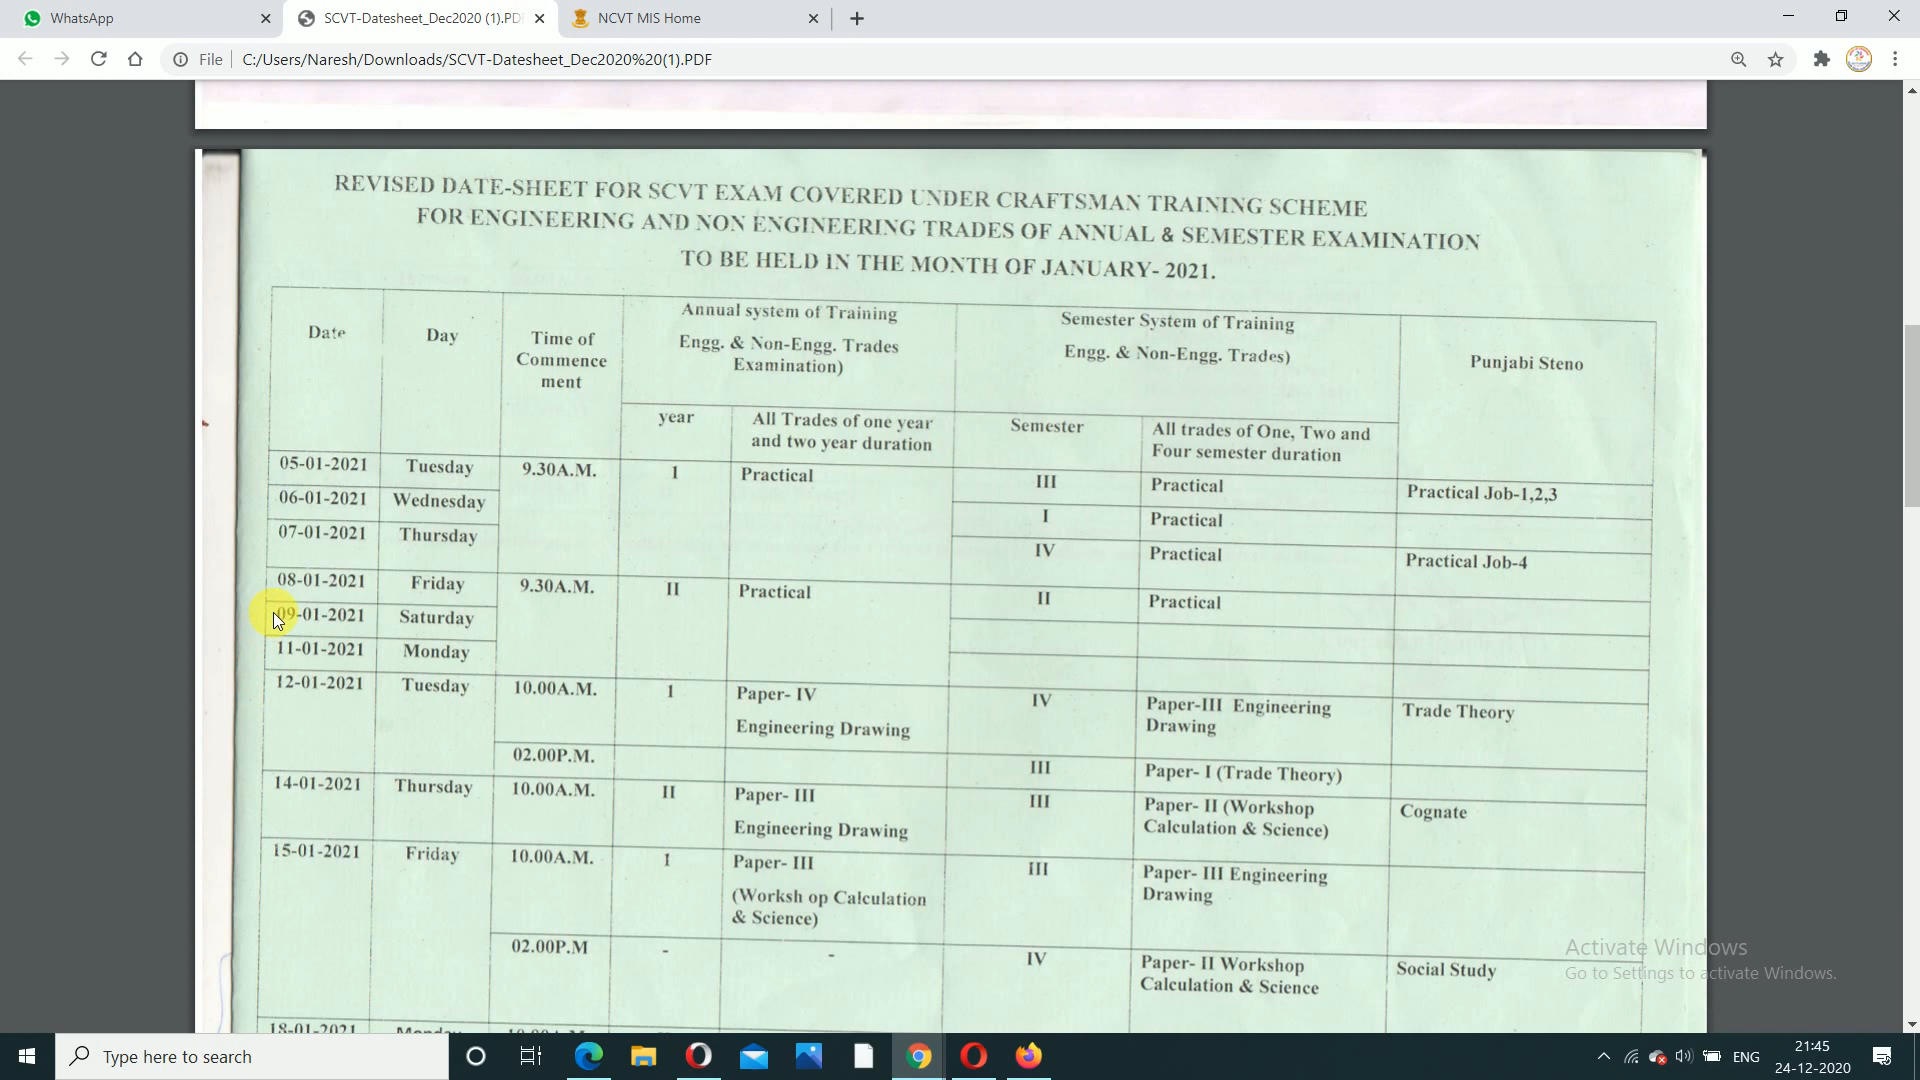 WhatsApp
SCVT-Datesheet_Dec2020 (1).PDF
NCVT MIS Home
File
C:/Users/Naresh/Downloads/SCVT-Datesheet_Dec2020%20(1).PDF
REVISED DATE-SHEET FOR SCVT EXAM COVERED UNDER CRAFTSMAN TRAINING SCHEME
FOR ENGINEERING AND NON ENGINEERING TRADES OF ANNUAL & SEMESTER EXAMINATION
TO BE HELD IN THE MONTH OF JANUARY- 2021.
Date
Day
Time of
Commence
ment
Annual system of Training
Engg. & Non-Engg. Trades
Examination)
Semester System of Training
Engg. & Non-Engg. Trades)
Punjabi Steno
year
All Trades of one year
and two year duration
Semester
All trades of One, Two and
Four semester duration
05-01-2021 Tuesday 9.30A.M. 1 Practical III Practical Practical Job-1,2,3
06-01-2021 Wednesday I Practical
07-01-2021 Thursday IV Practical Practical Job-4
08-01-2021 Friday 9.30A.M. II Practical II Practical
09-01-2021 Saturday
11-01-2021 Monday
12-01-2021 Tuesday 10.00A.M. 1 Paper- IV IV Paper-III Engineering Trade Theory
Engineering Drawing Drawing
02.00P.M. III Paper- I (Trade Theory)
14-01-2021 Thursday 10.00A.M. II Paper- III III Paper- II (Workshop Cognate
Engineering Drawing Calculation & Science)
15-01-2021 Friday 10.00A.M. I Paper- III III Paper- III Engineering
(Worksh op Calculation Drawing
& Science)
02.00P.M - - IV Paper- II Workshop Social Study
Calculation & Science
18-01-2021 Monday 10.00A.M.
Activate Windows
Go to Settings to activate Windows.
Type here to search
ENG
21:45
24-12-2020